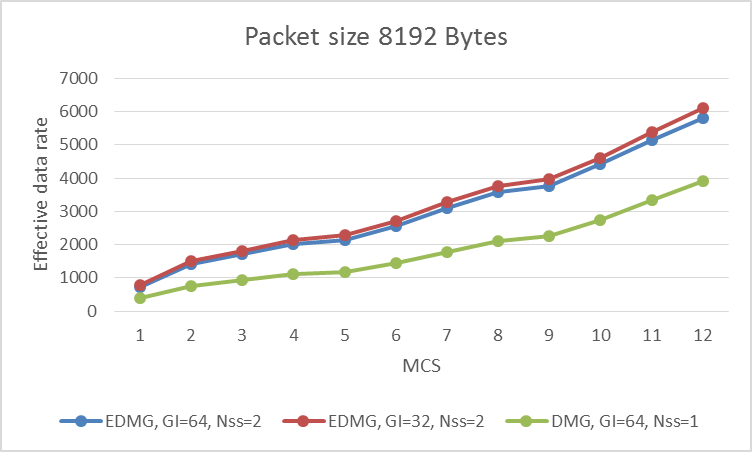 Packet size 8192 Bytes
Effective data rate
7000
6000
5000
4000
3000
2000
1000
0
1 2 3 4 5 6 7 8 9 10 11 12
MCS
EDMG, GI=64, Nss=2 EDMG, GI=32, Nss=2 DMG, GI=64, Nss=1